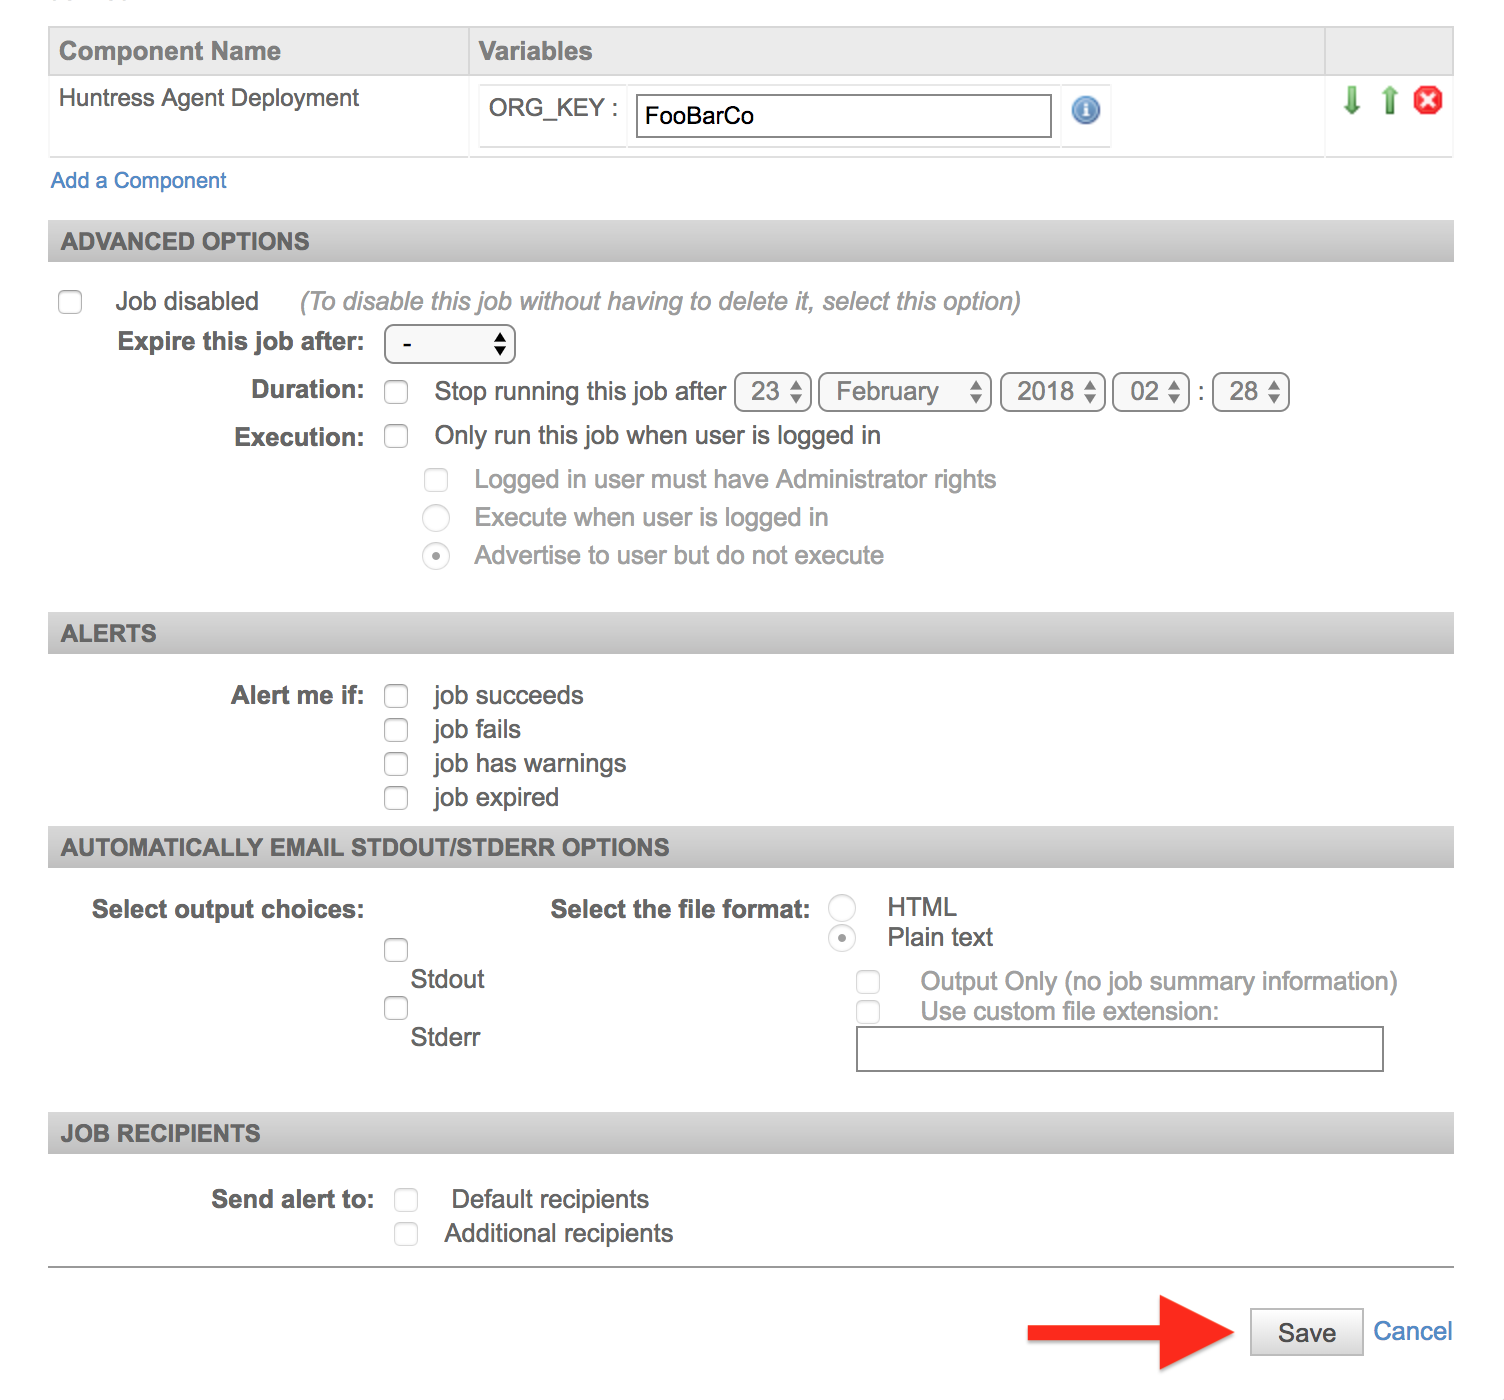 Component Name Variables
Huntress Agent Deployment ORG_KEY : FooBarCo
Add a Component
ADVANCED OPTIONS
Job disabled (To disable this job without having to delete it, select this option)
Expire this job after: -
Duration: Stop running this job after 23 February 2018 02 : 28
Execution: Only run this job when user is logged in
Logged in user must have Administrator rights
Execute when user is logged in
Advertise to user but do not execute
ALERTS
Alert me if: job succeeds
job fails
job has warnings
job expired
AUTOMATICALLY EMAIL STDOUT/STDERR OPTIONS
Select output choices: Select the file format: HTML
Plain text
Stdout Output Only (no job summary information)
Use custom file extension:
Stderr
JOB RECIPIENTS
Send alert to: Default recipients
Additional recipients
Save Cancel